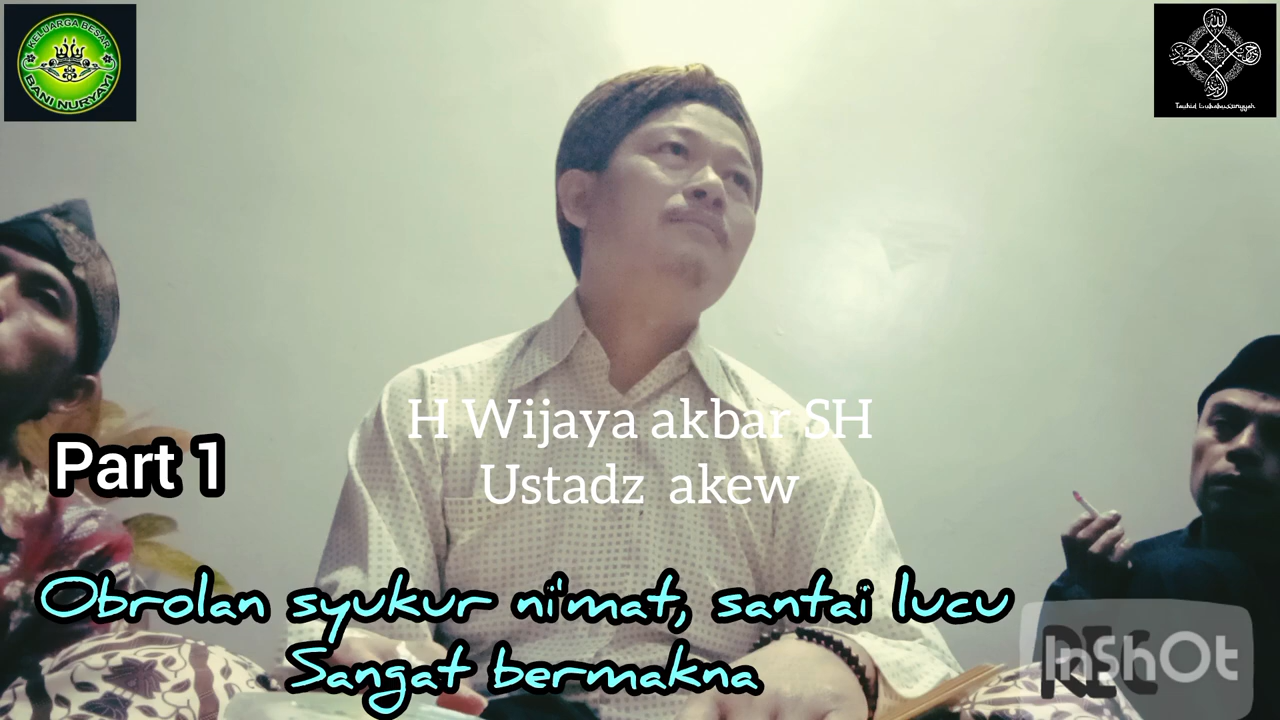 KELUARGA BESAR
BANI NURYAYI
H Wijaya akbar SH
Ustadz akew
Part 1
Obrolan syukur ni'mat, santai lucu
Sangat bermakna
InShOt